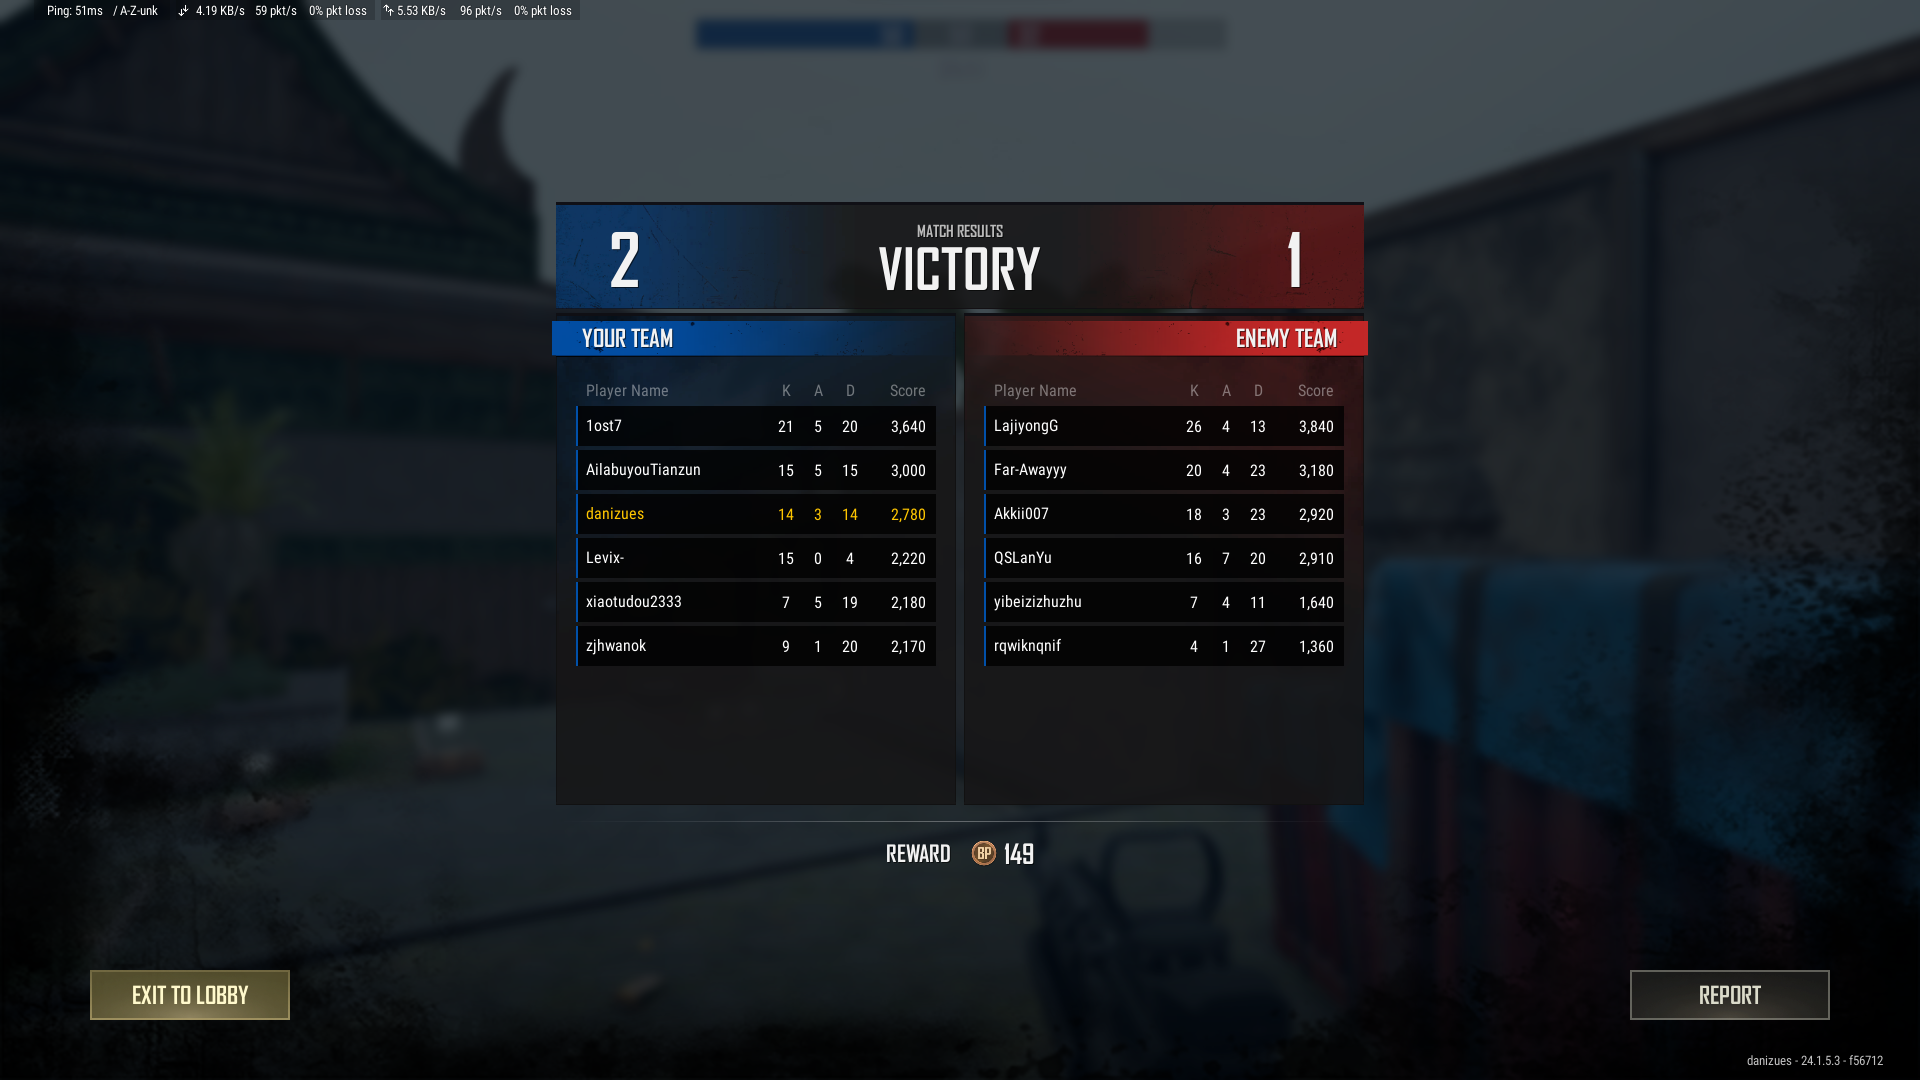 Ping: 51ms / A-Z-unk 4.19 KB/s 59 pkt/s 0% pkt loss 5.53 KB/s 96 pkt/s 0% pkt loss
MATCH RESULTS
2 VICTORY 1
YOUR TEAM
Player Name K A D Score
1ost7 21 5 20 3,640
AilabuyouTianzun 15 5 15 3,000
danizues 14 3 14 2,780
Levix- 15 0 4 2,220
xiaotudou2333 7 5 19 2,180
zjhwanok 9 1 20 2,170
ENEMY TEAM
Player Name K A D Score
LajiyongG 26 4 13 3,840
Far-Awayyy 20 4 23 3,180
Akkii007 18 3 23 2,920
QSLanYu 16 7 20 2,910
yibeizizhuzhu 7 4 11 1,640
rqwiknqnif 4 1 27 1,360
REWARD BP 149
EXIT TO LOBBY
REPORT
danizues - 24.1.5.3 - f56712